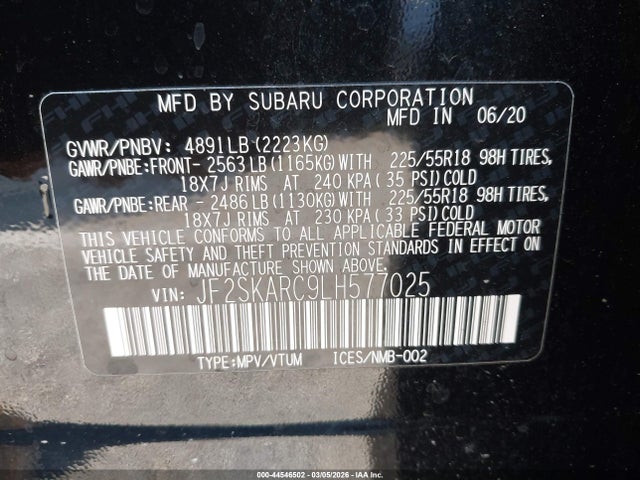 MFD BY SUBARU CORPORATION
MFD IN 06/20
GVWR/PNBV: 4891LB(2223KG)
GAWR/PNBE:FRONT- 2563LB(1165KG)WITH 225/55R18 98H TIRES,
18X7J RIMS AT 240 KPA( 35 PSI)COLD
GAWR/PNBE:REAR - 2486LB(1130KG)WITH 225/55R18 98H TIRES,
18X7J RIMS AT 230 KPA( 33 PSI)COLD
THIS VEHICLE CONFORMS TO ALL APPLICABLE FEDERAL MOTOR
VEHICLE SAFETY AND THEFT PREVENTION STANDARDS IN EFFECT ON
THE DATE OF MANUFACTURE SHOWN ABOVE.
VIN: JF2SKARC9LH577025
TYPE:MPV/VTUM ICES/NMB-002
000-44546502 - 03/05/2026 - IAA Inc.